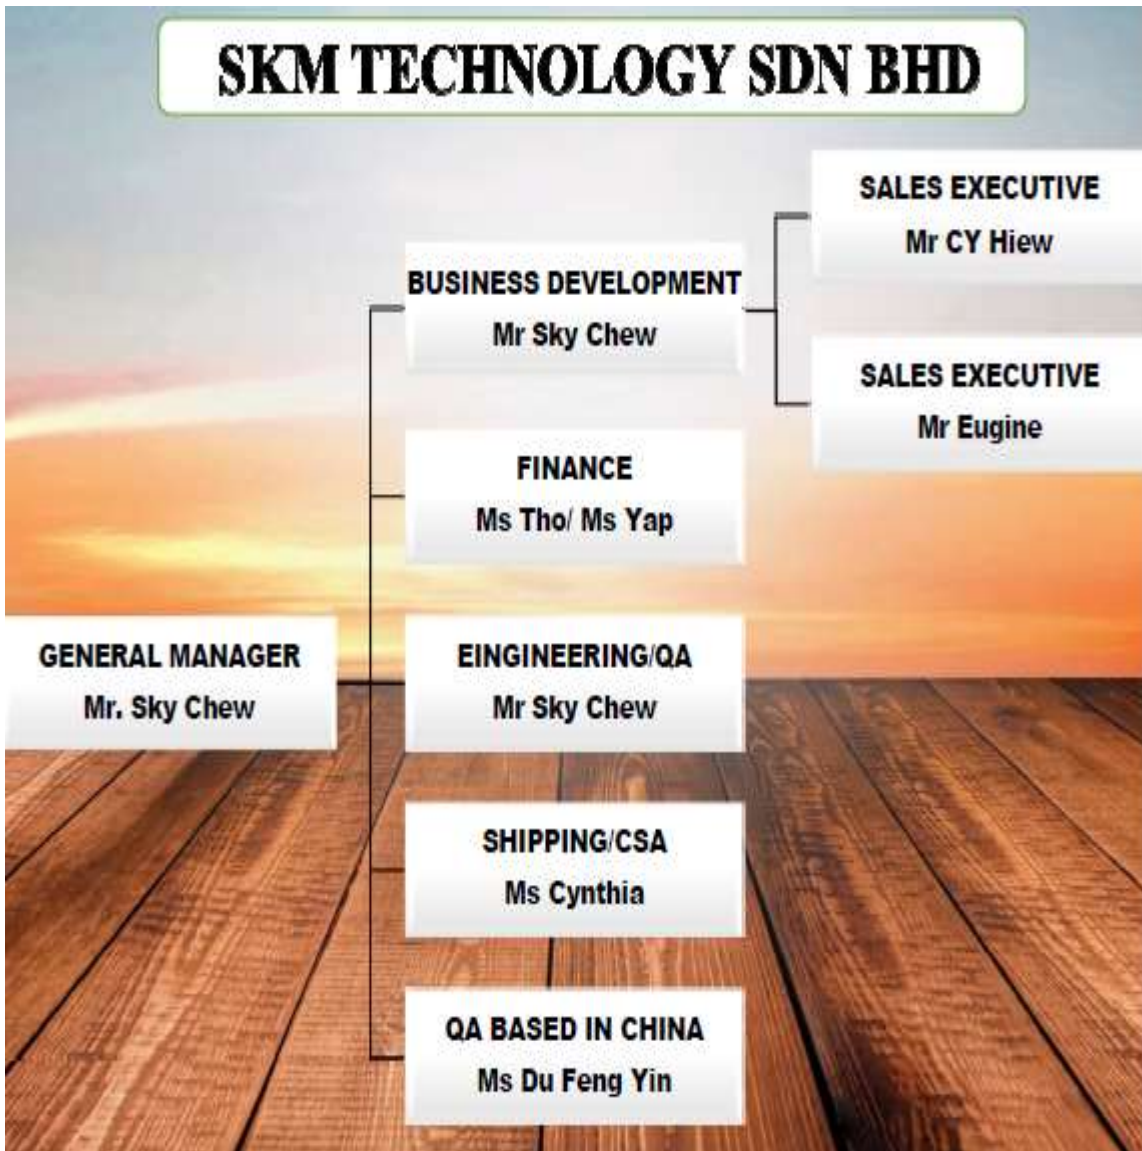 SKM TECHNOLOGY SDN BHD
SALES EXECUTIVE
Mr CY Hiew
BUSINESS DEVELOPMENT
Mr Sky Chew
SALES EXECUTIVE
Mr Eugine
FINANCE
Ms Tho/ Ms Yap
GENERAL MANAGER
Mr. Sky Chew
EINGINEERING/QA
Mr Sky Chew
SHIPPING/CSA
Ms Cynthia
QA BASED IN CHINA
Ms Du Feng Yin